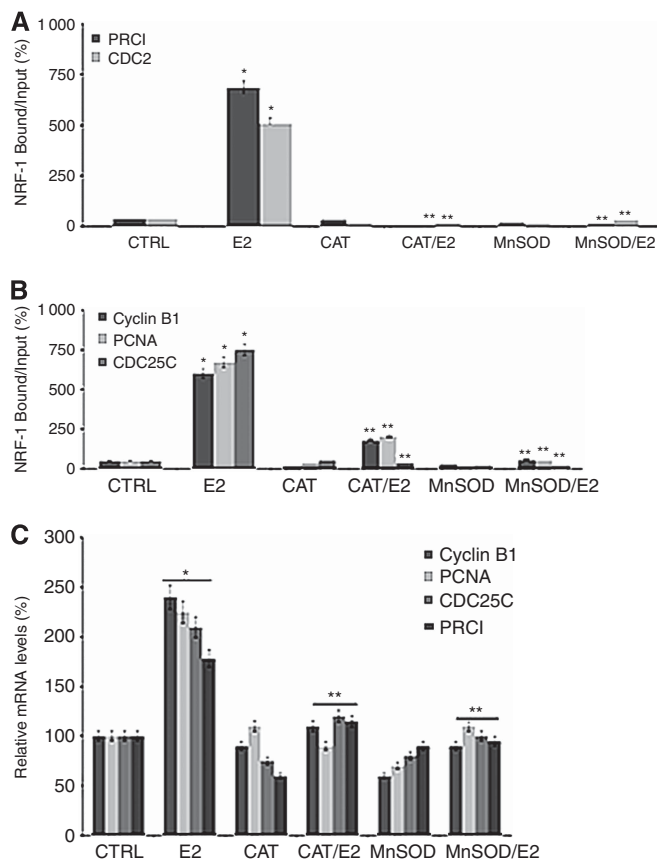 A
NRF-1 Bound/Input (%)
1 000
750
500
250
0
PRCI
CDC2
*
*
** **
**
**
CTRL
E2
CAT
CAT/E2
MnSOD
MnSOD/E2
B
NRF-1 Bound/Input (%)
1 000
750
500
250
0
Cyclin B1
PCNA
CDC25C
*
*
*
**
**
**
**
**
**
CTRL
E2
CAT
CAT/E2
MnSOD
MnSOD/E2
C
Relative mRNA levels (%)
300
250
200
150
100
50
0
Cyclin B1
PCNA
CDC25C
PRCI
*
**
**
CTRL
E2
CAT
CAT/E2
MnSOD
MnSOD/E2